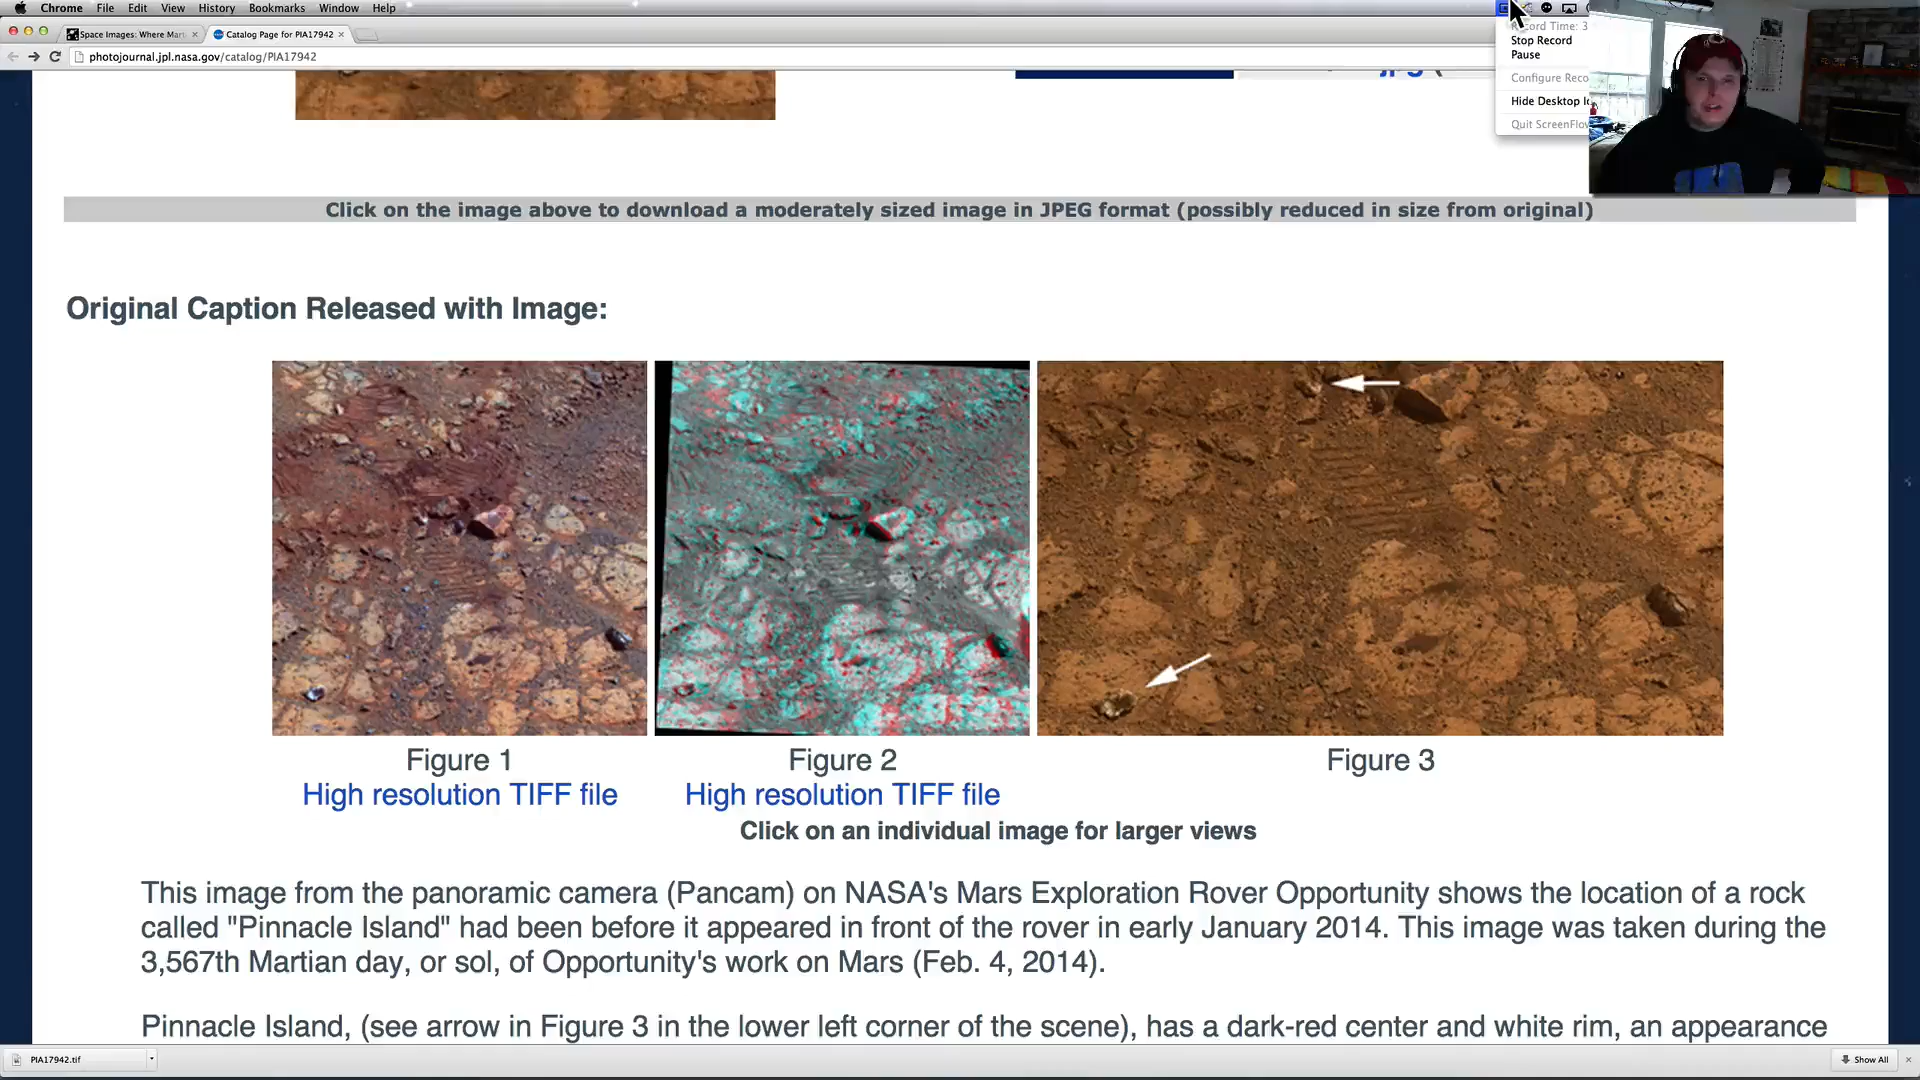 Chrome File Edit View History Bookmarks Window Help
Record Time: 3
Stop Record
Pause
Configure Reco
Hide Desktop Ic
Quit ScreenFlow
Space Images: Where Mart
Catalog Page for PIA17942
photojournal.jpl.nasa.gov/catalog/PIA17942
Click on the image above to download a moderately sized image in JPEG format (possibly reduced in size from original)
Original Caption Released with Image:
Figure 1 Figure 2 Figure 3
High resolution TIFF file High resolution TIFF file
Click on an individual image for larger views
This image from the panoramic camera (Pancam) on NASA's Mars Exploration Rover Opportunity shows the location of a rock
called "Pinnacle Island" had been before it appeared in front of the rover in early January 2014. This image was taken during the
3,567th Martian day, or sol, of Opportunity's work on Mars (Feb. 4, 2014).
Pinnacle Island, (see arrow in Figure 3 in the lower left corner of the scene), has a dark-red center and white rim, an appearance
PIA17942.tif
Show All